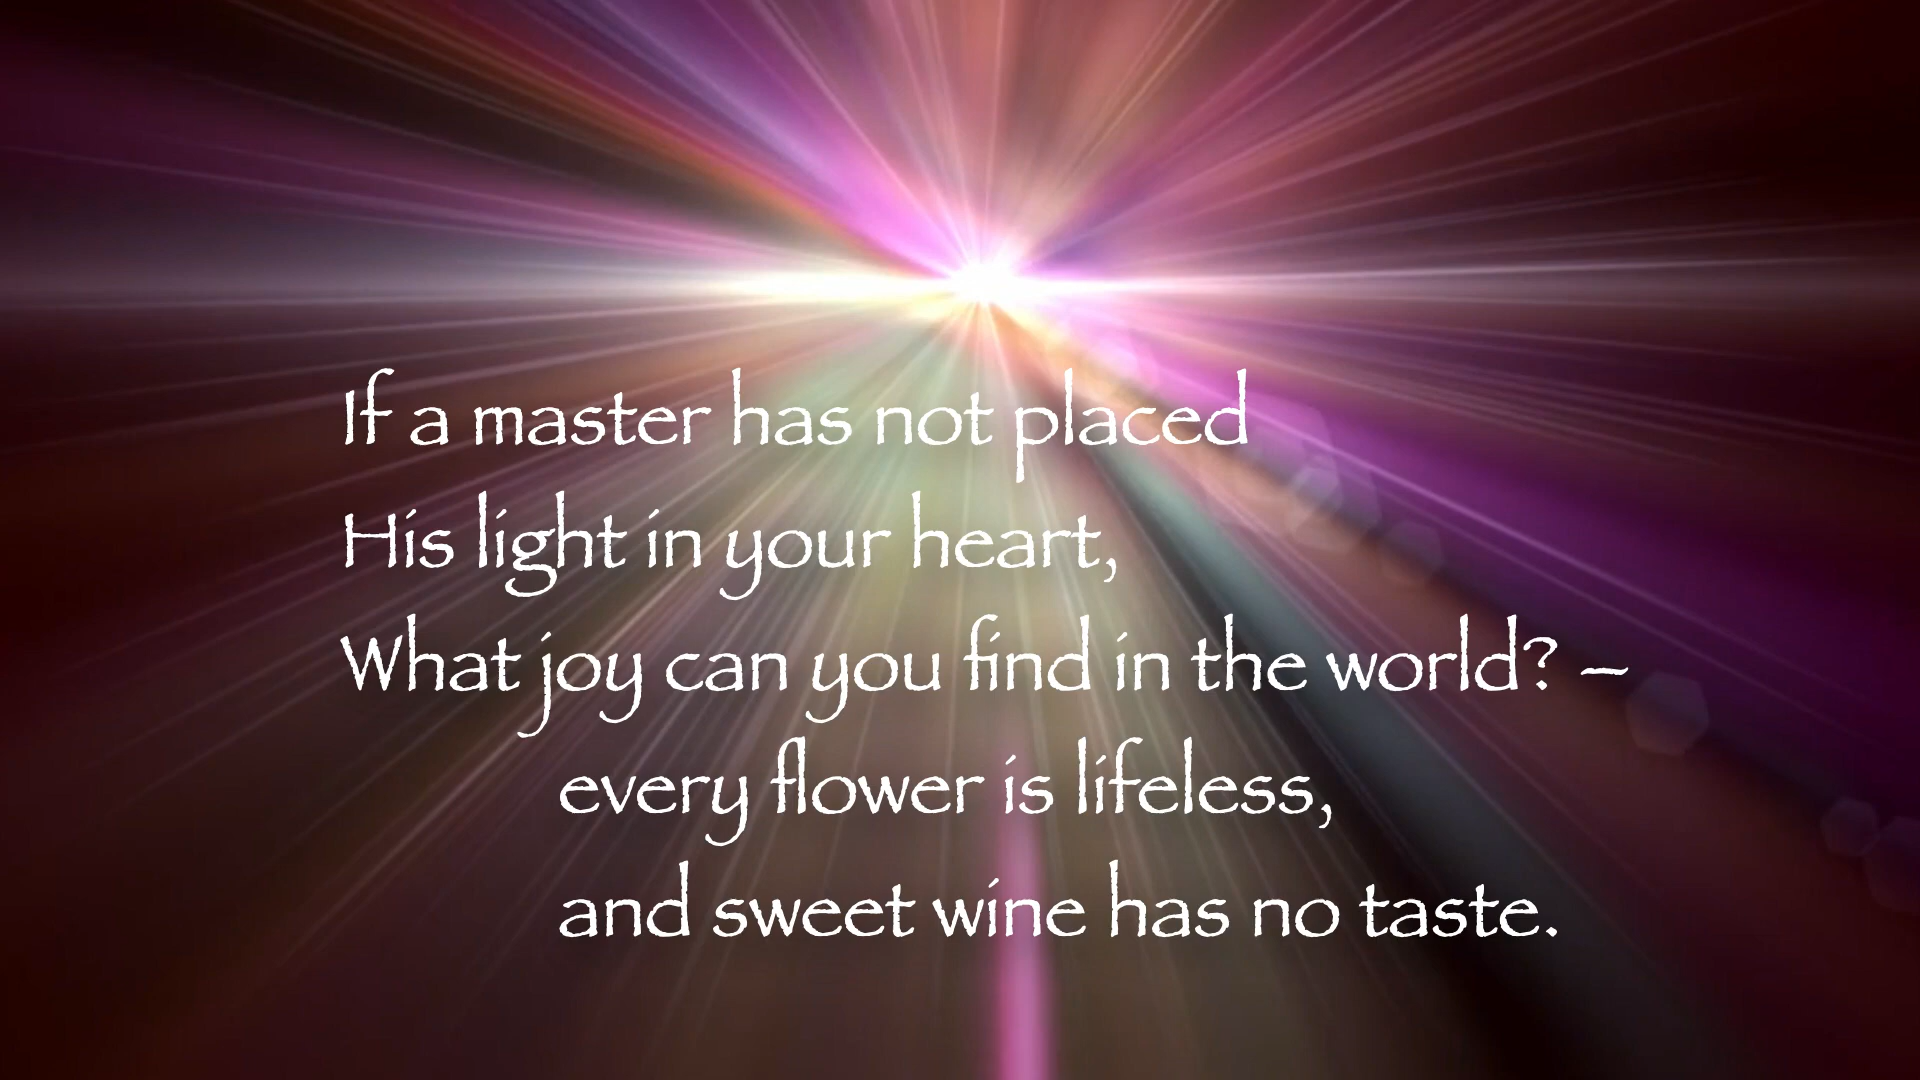 If a master has not placed
His light in your heart,
What joy can you find in the world? –
every flower is lifeless,
and sweet wine has no taste.